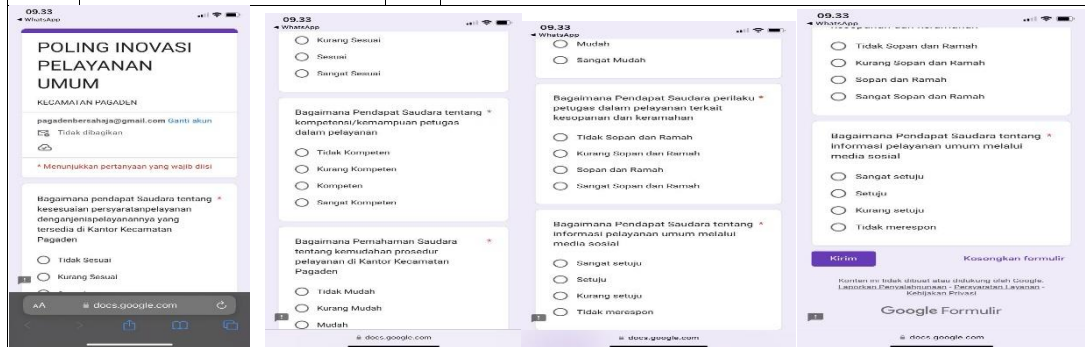 09.33
WhatsApp
POLING INOVASI
PELAYANAN
UMUM
KECAMATAN PAGADEN
pagadenbersahaja@gmail.com Ganti akun
Tidak dibagikan
* Menunjukkan pertanyaan yang wajib diisi
Bagaimana pendapat Saudara tentang *
kesesuaian persyaratanpelayanan
denganjenispelayanannya yang
tersedia di Kantor Kecamatan
Pagaden
Tidak Sesuai
Kurang Sesuai
AA docs.google.com
09.33
WhatsApp
Kurang Sesuai
Sesuai
Sangat Sesuai
Bagaimana Pendapat Saudara tentang *
kompetensi/kemampuan petugas
dalam pelayanan
Tidak Kompeten
Kurang Kompeten
Kompeten
Sangat Kompeten
Bagaimana Pemahaman Saudara *
tentang kemudahan prosedur
pelayanan di Kantor Kecamatan
Pagaden
Tidak Mudah
Kurang Mudah
Mudah
docs.google.com
09.33
WhatsApp
Mudah
Sangat Mudah
Bagaimana Pendapat Saudara perilaku *
petugas dalam pelayanan terkait
kesopanan dan keramahan
Tidak Sopan dan Ramah
Kurang Sopan dan Ramah
Sopan dan Ramah
Sangat Sopan dan Ramah
Bagaimana Pendapat Saudara tentang *
informasi pelayanan umum melalui
media sosial
Sangat setuju
Setuju
Kurang setuju
Tidak merespon
docs.google.com
09.33
WhatsApp
Tidak Sopan dan Ramah
Kurang Sopan dan Ramah
Sopan dan Ramah
Sangat Sopan dan Ramah
Bagaimana Pendapat Saudara tentang *
informasi pelayanan umum melalui
media sosial
Sangat setuju
Setuju
Kurang setuju
Tidak merespon
Kirim Kosongkan formulir
Konten ini tidak dibuat atau didukung oleh Google.
Laporkan Penyalahgunaan - Persyaratan Layanan -
Kebijakan Privasi
Google Formulir
docs.google.com